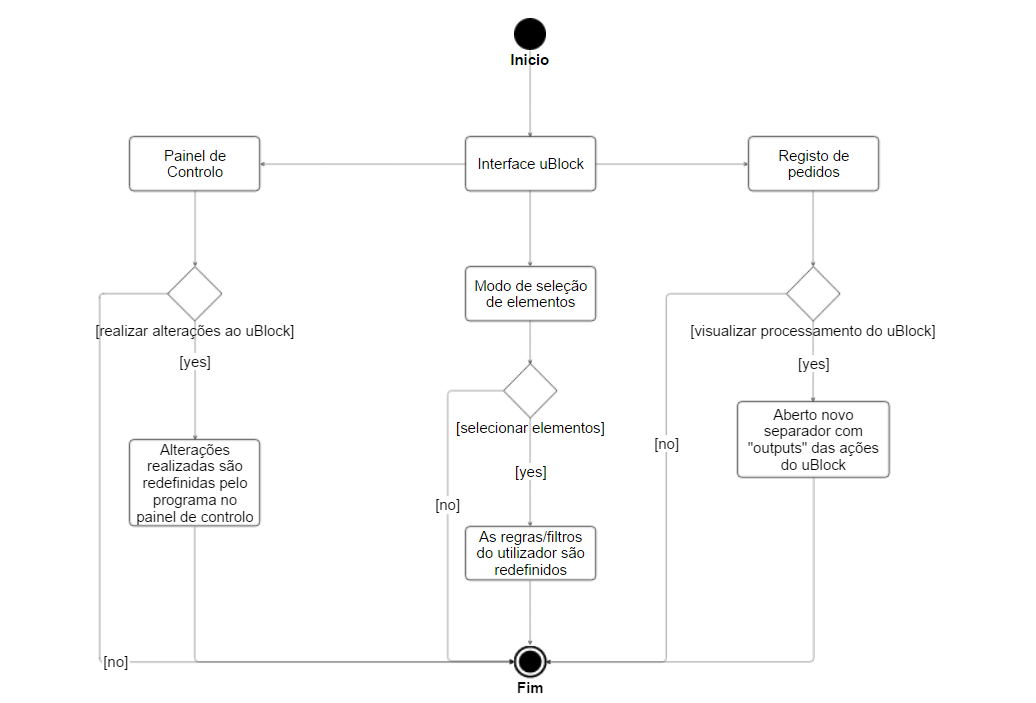 Inicio
Painel de
Controlo
Interface uBlock
Registo de
pedidos
Modo de seleção
de elementos
[realizar alterações ao uBlock]
[visualizar processamento do uBlock]
[yes]
[yes]
Aberto novo
separador com
"outputs" das ações
do uBlock
[selecionar elementos]
[no]
Alterações
realizadas são
redefinidas pelo
programa no
painel de controlo
[yes]
[no]
As regras/filtros
do utilizador são
redefinidos
[no]
Fim